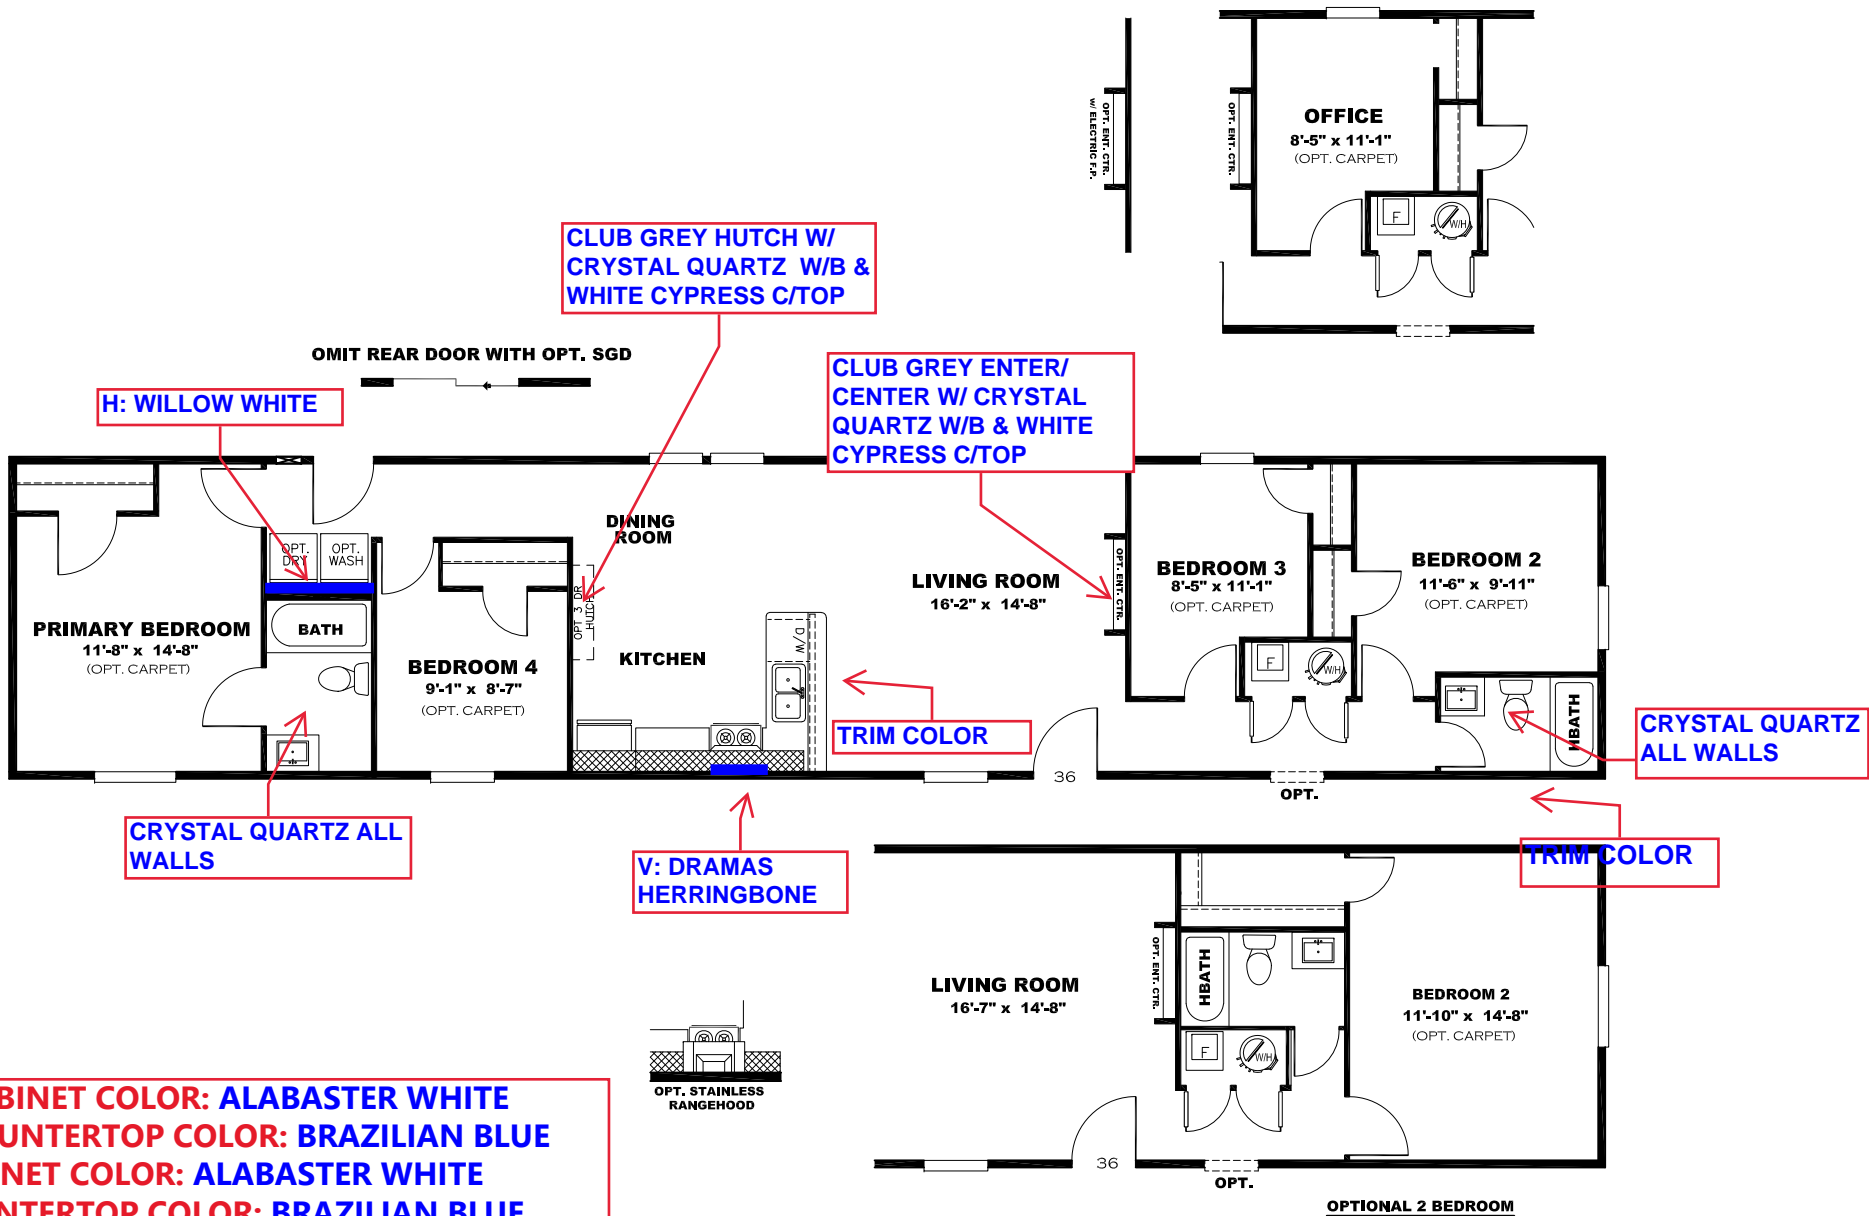 OFFICE
8'-5" x 11'-1"
(OPT. CARPET)
OPT. ENT. CTR.
W/ ELECTRIC F.P.
OPT. ENT. CTR.
F
W/H
CLUB GREY HUTCH W/
CRYSTAL QUARTZ W/B &
WHITE CYPRESS C/TOP
OMIT REAR DOOR WITH OPT. SGD
H: WILLOW WHITE
CLUB GREY ENTER/
CENTER W/ CRYSTAL
QUARTZ W/B & WHITE
CYPRESS C/TOP
PRIMARY BEDROOM
11'-8" x 14'-8"
(OPT. CARPET)
OPT.
DRY
OPT.
WASH
BATH
BEDROOM 4
9'-1" x 8'-7"
(OPT. CARPET)
OPT 3 DR
HUTCH
DINING
ROOM
KITCHEN
D/W
LIVING ROOM
16'-2" x 14'-8"
OPT. ENT. CTR.
BEDROOM 3
8'-5" x 11'-1"
(OPT. CARPET)
F
W/H
BEDROOM 2
11'-6" x 9'-11"
(OPT. CARPET)
HBATH
CRYSTAL QUARTZ
ALL WALLS
TRIM COLOR
36
OPT.
CRYSTAL QUARTZ ALL
WALLS
V: DRAMAS
HERRINGBONE
TRIM COLOR
LIVING ROOM
16'-7" x 14'-8"
OPT. ENT. CTR.
HBATH
F
W/H
BEDROOM 2
11'-10" x 14'-8"
(OPT. CARPET)
36
OPT.
OPTIONAL 2 BEDROOM
OPT. STAINLESS
RANGEHOOD
BINET COLOR: ALABASTER WHITE
UNTERTOP COLOR: BRAZILIAN BLUE
NET COLOR: ALABASTER WHITE
NTERTOP COLOR: BRAZILIAN BLUE